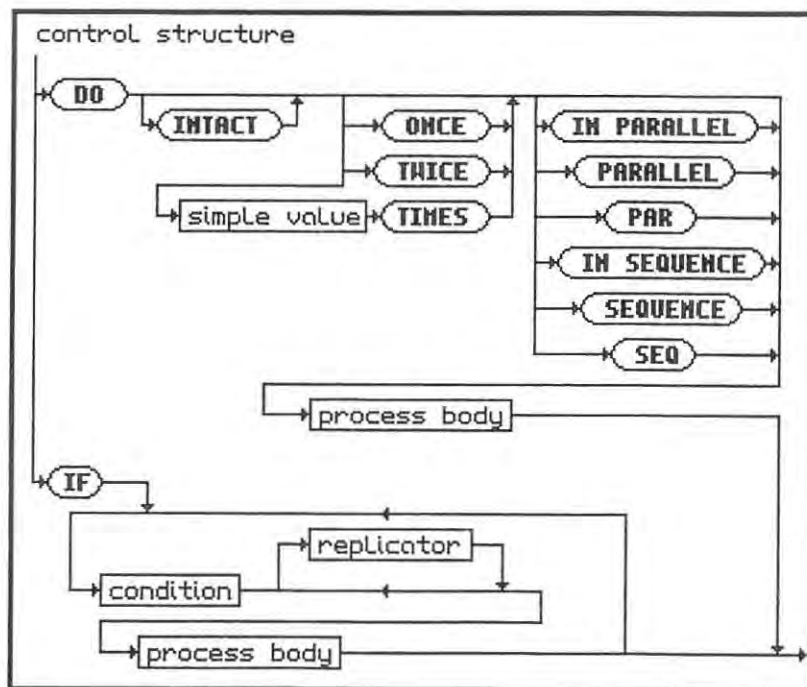 control structure
DO
INTACT
ONCE
IN PARALLEL
TWICE
PARALLEL
simple value
TIMES
PAR
IN SEQUENCE
SEQUENCE
SEQ
process body
IF
replicator
condition
process body